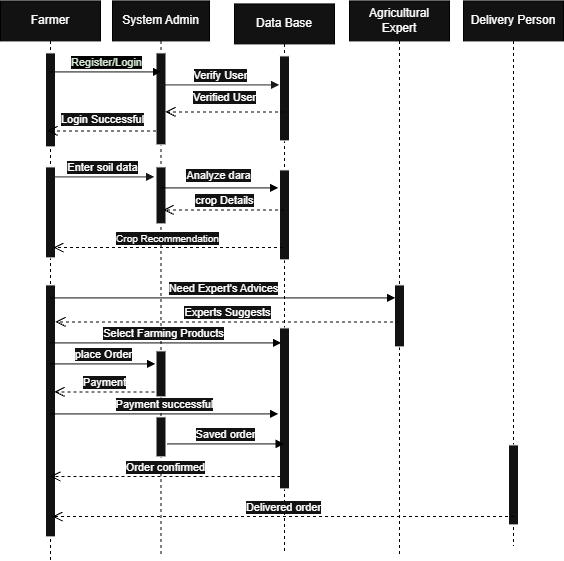 Farmer
System Admin
Data Base
Agricultural
Expert
Delivery Person
Register/Login
Verify User
Verified User
Login Successful
Enter soil data
Analyze dara
crop Details
Crop Recommendation
Need Expert's Advices
Experts Suggests
Select Farming Products
place Order
Payment
Payment successful
Saved order
Order confirmed
Delivered order